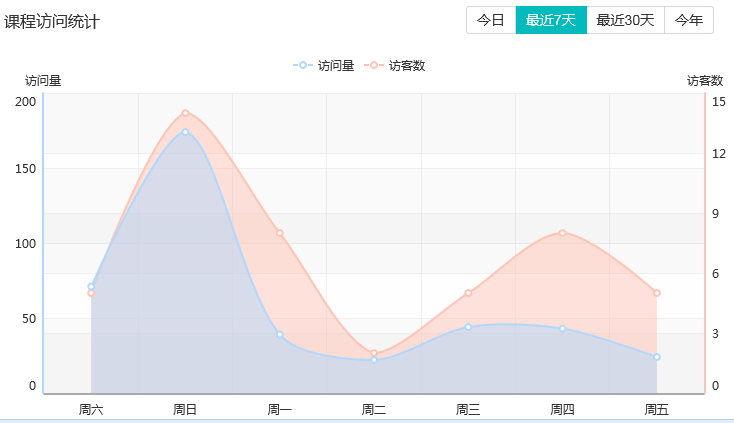 课程访问统计
今日 最近7天 最近30天 今年
访问量 访客数
访问量 访客数
200 15
150 12
100 9
50 6
0 3
0
周六 周日 周一 周二 周三 周四 周五